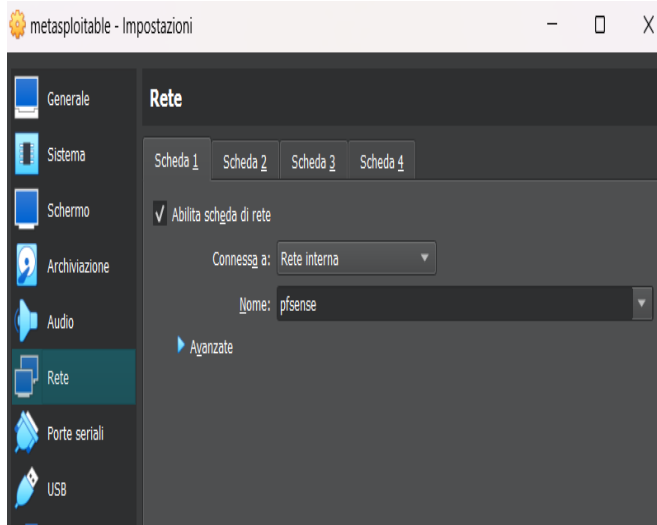 metasploitable - Impostazioni
Generale
Sistema
Schermo
Archiviazione
Audio
Rete
Porte seriali
USB
Rete
Scheda 1 Scheda 2 Scheda 3 Scheda 4
Abilita scheda di rete
Connessa a: Rete interna
Nome: pfsense
Avanzate